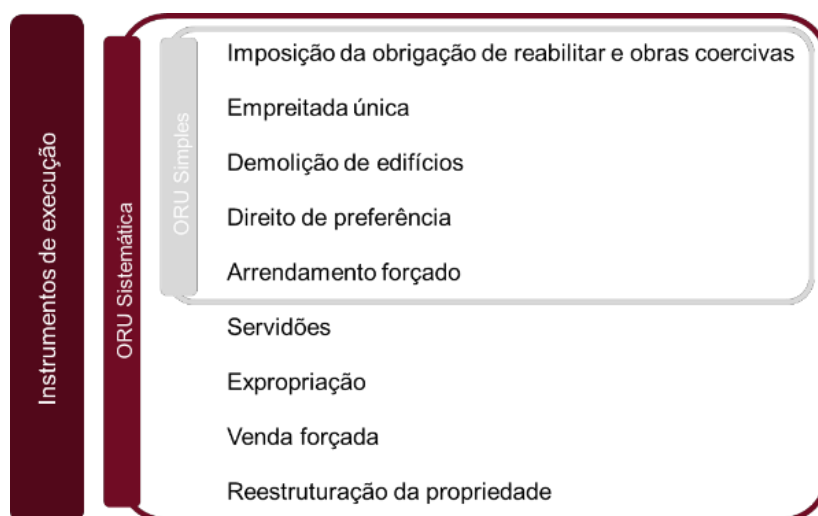 Instrumentos de execução
ORU Sistemática
ORU Simples
Imposição da obrigação de reabilitar e obras coercivas
Empreitada única
Demolição de edifícios
Direito de preferência
Arrendamento forçado
Servidões
Expropriação
Venda forçada
Reestruturação da propriedade